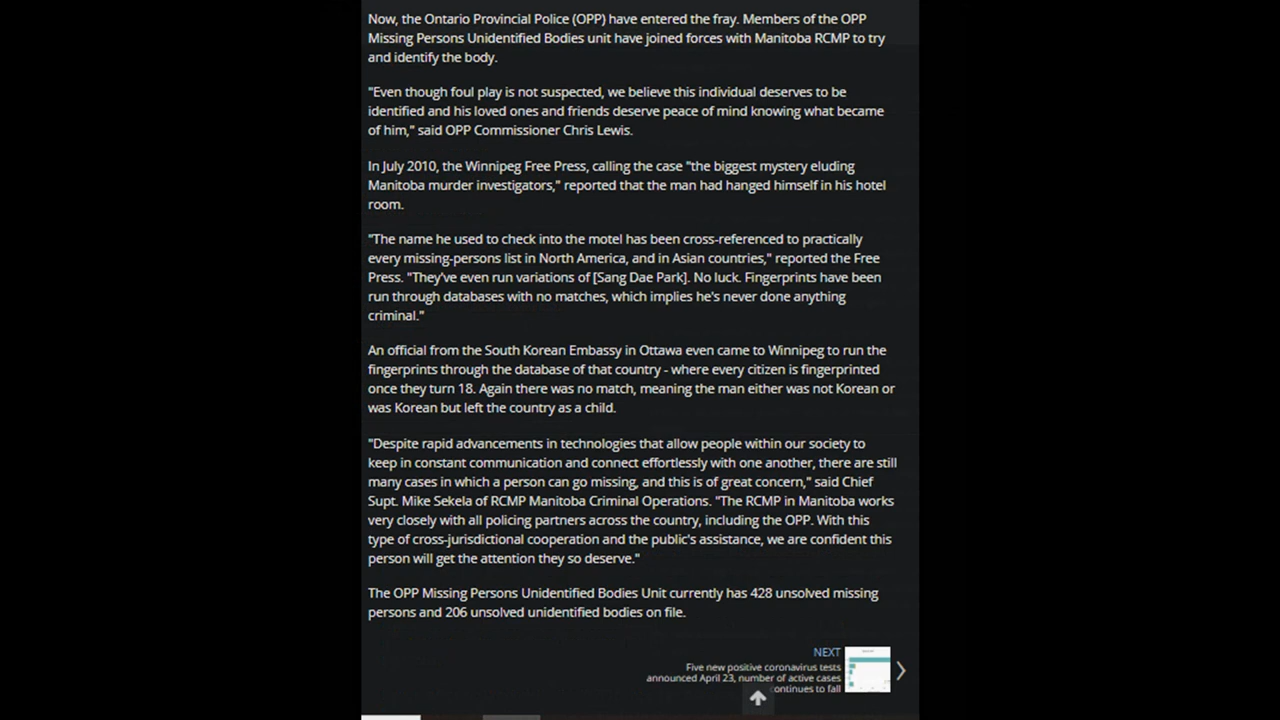 Now, the Ontario Provincial Police (OPP) have entered the fray. Members of the OPP
Missing Persons Unidentified Bodies unit have joined forces with Manitoba RCMP to try
and identify the body.
"Even though foul play is not suspected, we believe this individual deserves to be
identified and his loved ones and friends deserve peace of mind knowing what became
of him," said OPP Commissioner Chris Lewis.
In July 2010, the Winnipeg Free Press, calling the case "the biggest mystery eluding
Manitoba murder investigators," reported that the man had hanged himself in his hotel
room.
"The name he used to check into the motel has been cross-referenced to practically
every missing-persons list in North America, and in Asian countries," reported the Free
Press. "They've even run variations of [Sang Dae Park]. No luck. Fingerprints have been
run through databases with no matches, which implies he's never done anything
criminal."
An official from the South Korean Embassy in Ottawa even came to Winnipeg to run the
fingerprints through the database of that country - where every citizen is fingerprinted
once they turn 18. Again there was no match, meaning the man either was not Korean or
was Korean but left the country as a child.
"Despite rapid advancements in technologies that allow people within our society to
keep in constant communication and connect effortlessly with one another, there are still
many cases in which a person can go missing, and this is of great concern," said Chief
Supt. Mike Sekela of RCMP Manitoba Criminal Operations. "The RCMP in Manitoba works
very closely with all policing partners across the country, including the OPP. With this
type of cross-jurisdictional cooperation and the public's assistance, we are confident this
person will get the attention they so deserve."
The OPP Missing Persons Unidentified Bodies Unit currently has 428 unsolved missing
persons and 206 unsolved unidentified bodies on file.
NEXT
Five new positive coronavirus tests
announced April 23, number of active cases
continues to fall